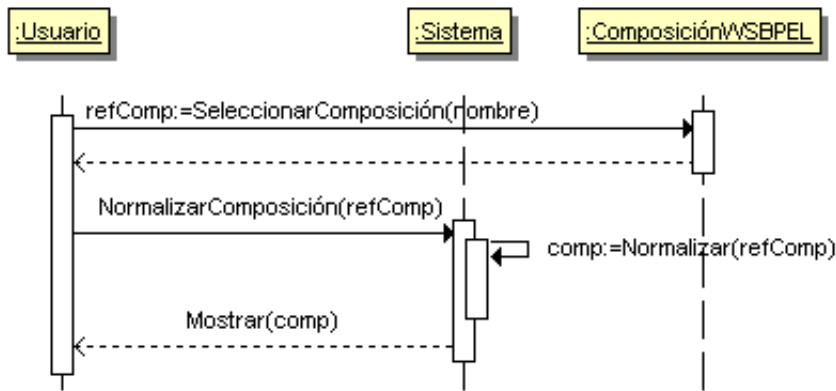 :Usuario
:Sistema
:ComposiciónWSBPEL
refComp:=SeleccionarComposición(nombre)
NormalizarComposición(refComp)
comp:=Normalizar(refComp)
Mostrar(comp)